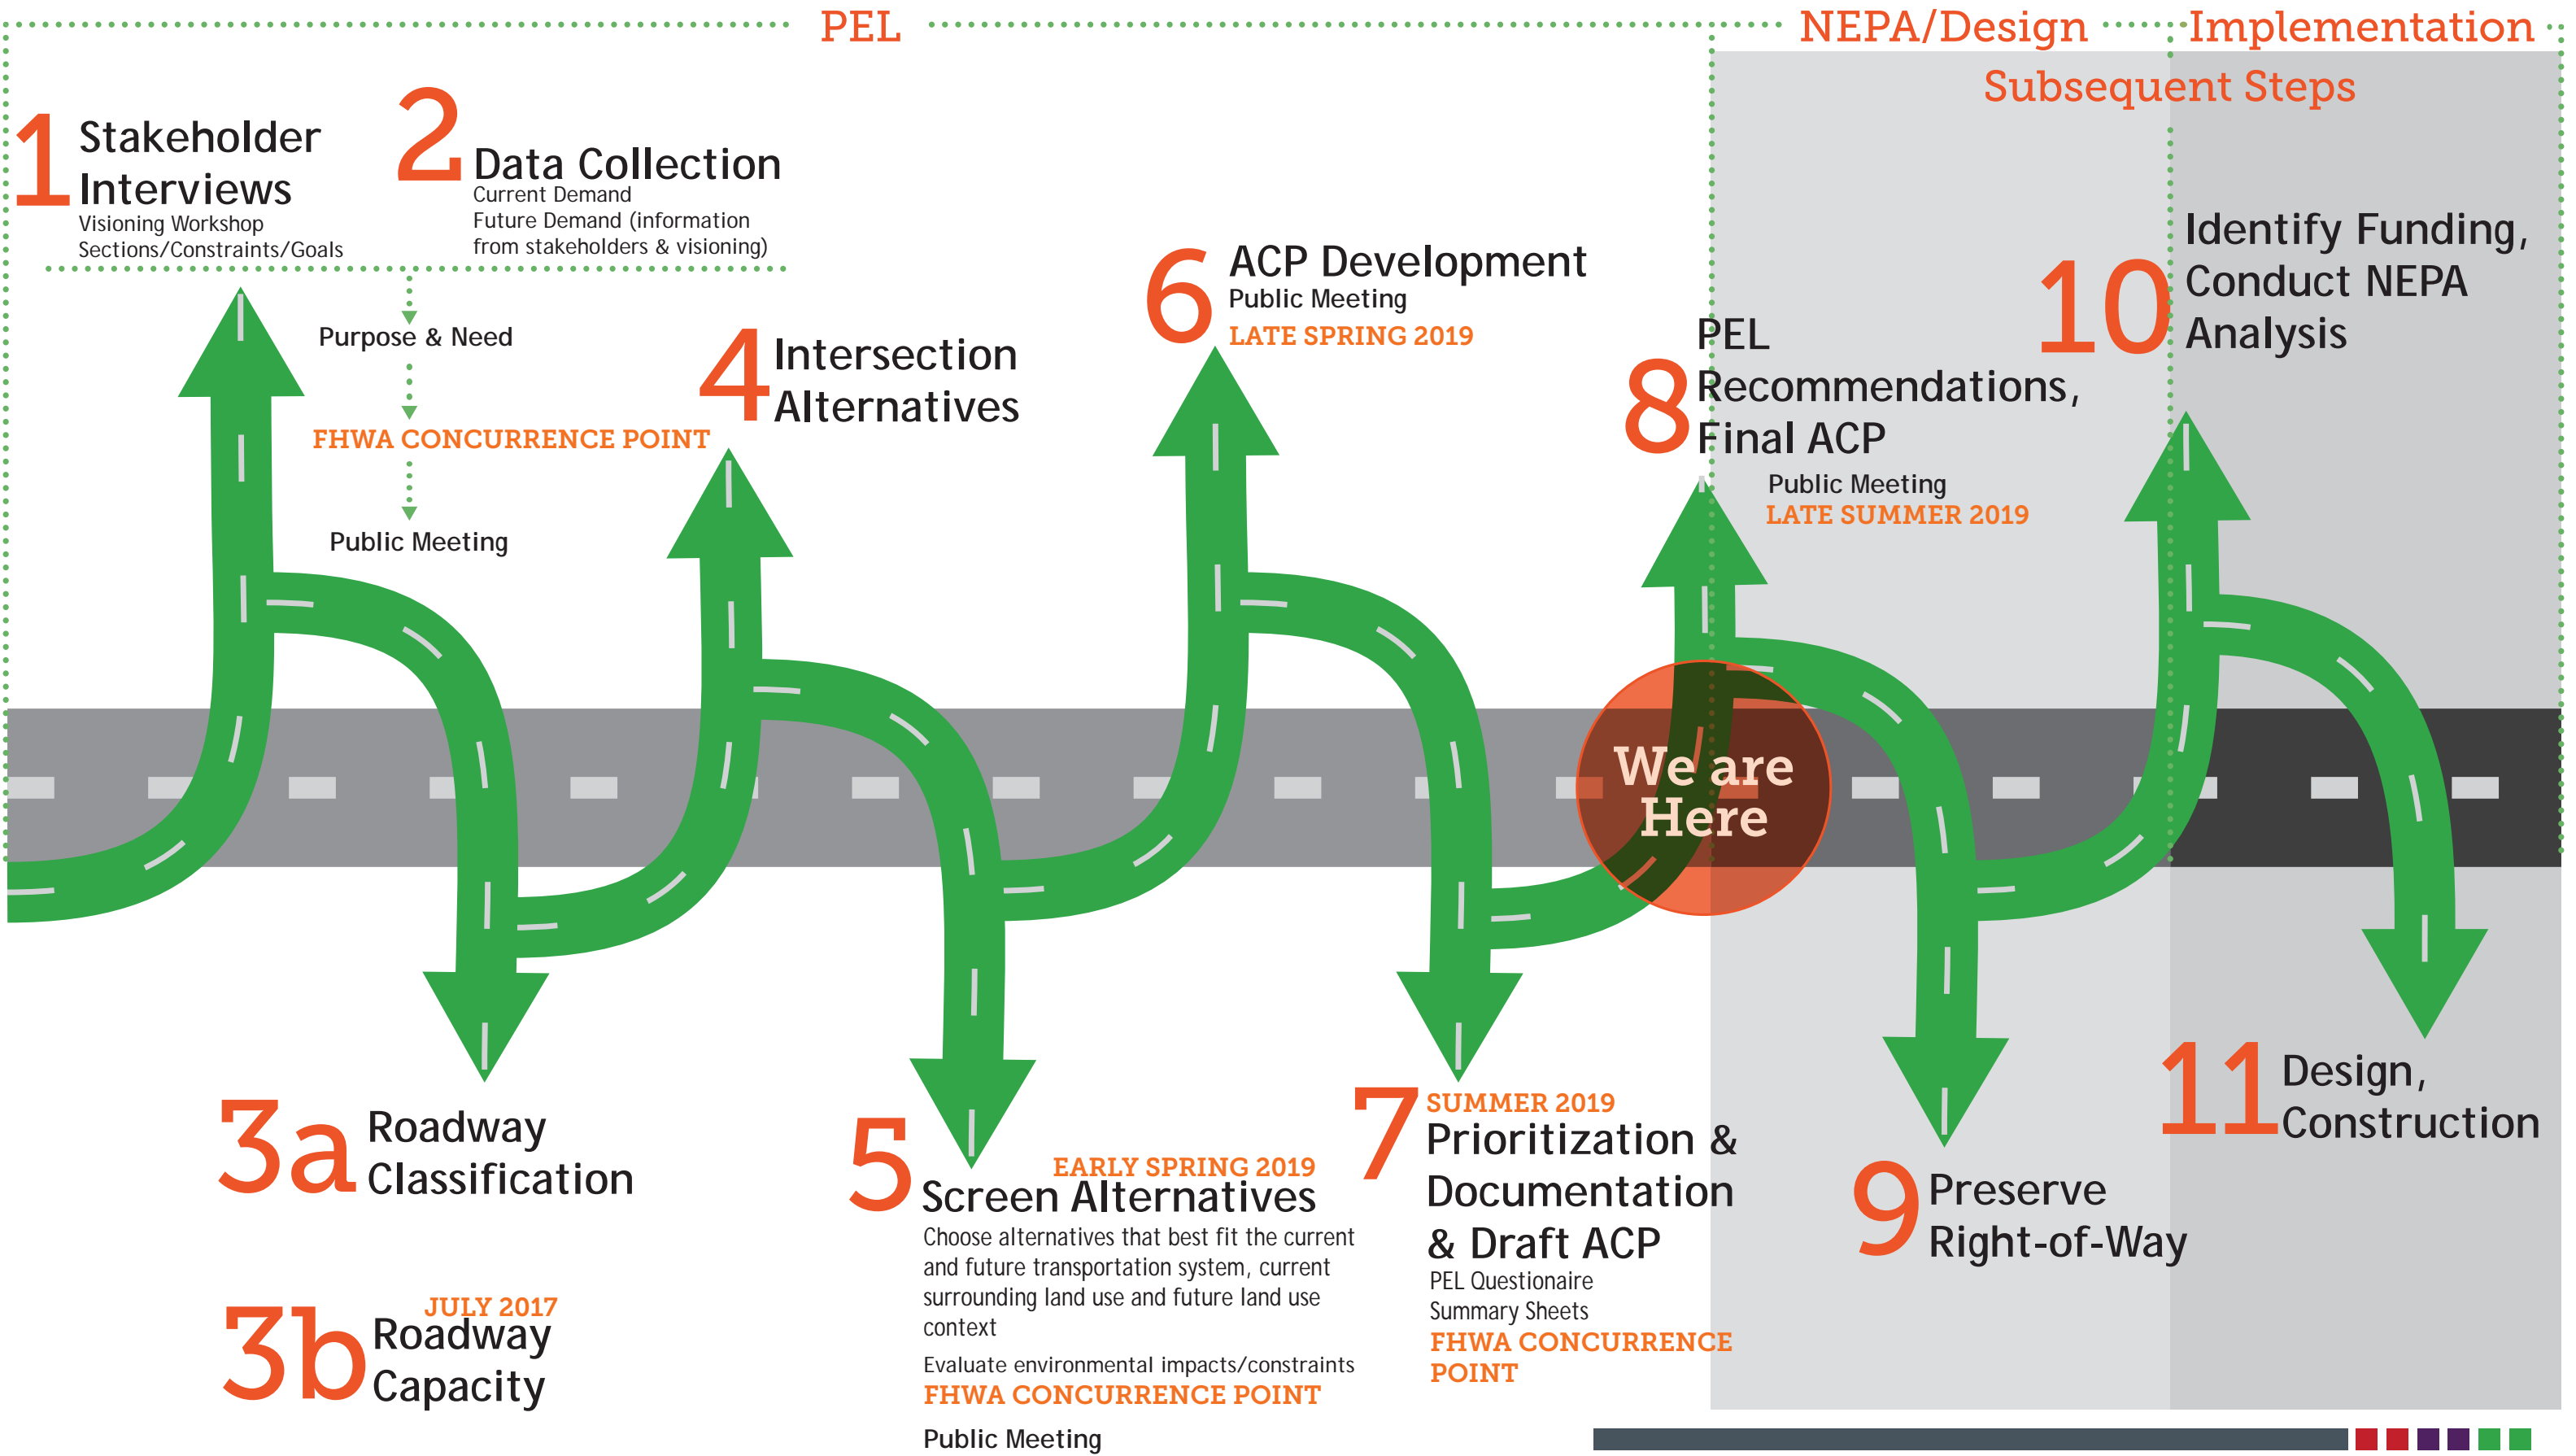 PEL
NEPA/Design
Implementation
Subsequent Steps
1
Stakeholder
Interviews
Visioning Workshop
Sections/Constraints/Goals
2
Data Collection
Current Demand
Future Demand (information
from stakeholders & visioning)
Purpose & Need
FHWA CONCURRENCE POINT
Public Meeting
3a
Roadway
Classification
3b
JULY 2017
Roadway
Capacity
4
Intersection
Alternatives
5
EARLY SPRING 2019
Screen Alternatives
Choose alternatives that best fit the current
and future transportation system, current
surrounding land use and future land use
context
Evaluate environmental impacts/constraints
FHWA CONCURRENCE POINT
Public Meeting
6
ACP Development
Public Meeting
LATE SPRING 2019
7
SUMMER 2019
Prioritization &
Documentation
& Draft ACP
PEL Questionaire
Summary Sheets
FHWA CONCURRENCE
POINT
8
PEL
Recommendations,
Final ACP
Public Meeting
LATE SUMMER 2019
We are
Here
9
Preserve
Right-of-Way
10
Identify Funding,
Conduct NEPA
Analysis
11
Design,
Construction